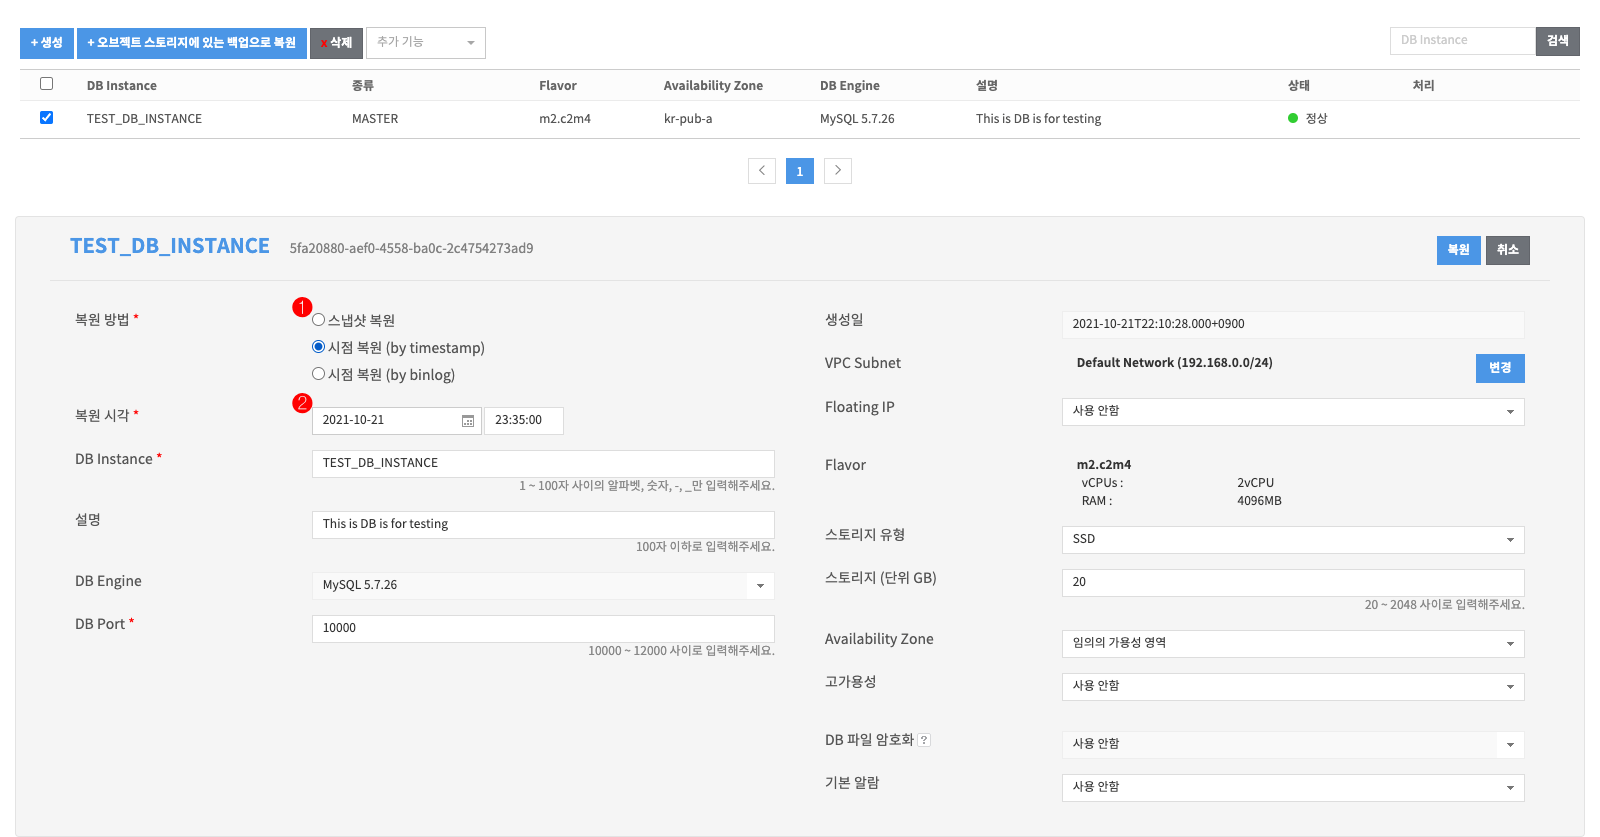 + 생성 + 오브젝트 스토리지에 있는 백업으로 복원 x 삭제 추가 기능 DB Instance 검색
DB Instance 종류 Flavor Availability Zone DB Engine 설명 상태 처리
TEST_DB_INSTANCE MASTER m2.c2m4 kr-pub-a MySQL 5.7.26 This is DB is for testing 정상
1
TEST_DB_INSTANCE 5fa20880-aef0-4558-ba0c-2c4754273ad9 복원 취소
복원 방법 * 1 스냅샷 복원
시점 복원 (by timestamp)
시점 복원 (by binlog)
복원 시각 * 2 2021-10-21 23:35:00
DB Instance * TEST_DB_INSTANCE
1 ~ 100자 사이의 알파벳, 숫자, -, _만 입력해주세요.
설명 This is DB is for testing
100자 이하로 입력해주세요.
DB Engine MySQL 5.7.26
DB Port * 10000
10000 ~ 12000 사이로 입력해주세요.
생성일 2021-10-21T22:10:28.000+0900
VPC Subnet Default Network (192.168.0.0/24) 변경
Floating IP 사용 안함
Flavor m2.c2m4
vCPUs : 2vCPU
RAM : 4096MB
스토리지 유형 SSD
스토리지 (단위 GB) 20
20 ~ 2048 사이로 입력해주세요.
Availability Zone 임의의 가용성 영역
고가용성 사용 안함
DB 파일 암호화 ? 사용 안함
기본 알람 사용 안함